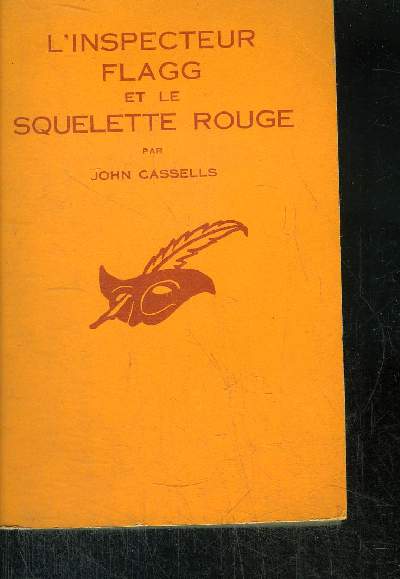 L'INSPECTEUR
FLAGG
ET LE
SQUELETTE ROUGE
PAR
JOHN CASSELLS